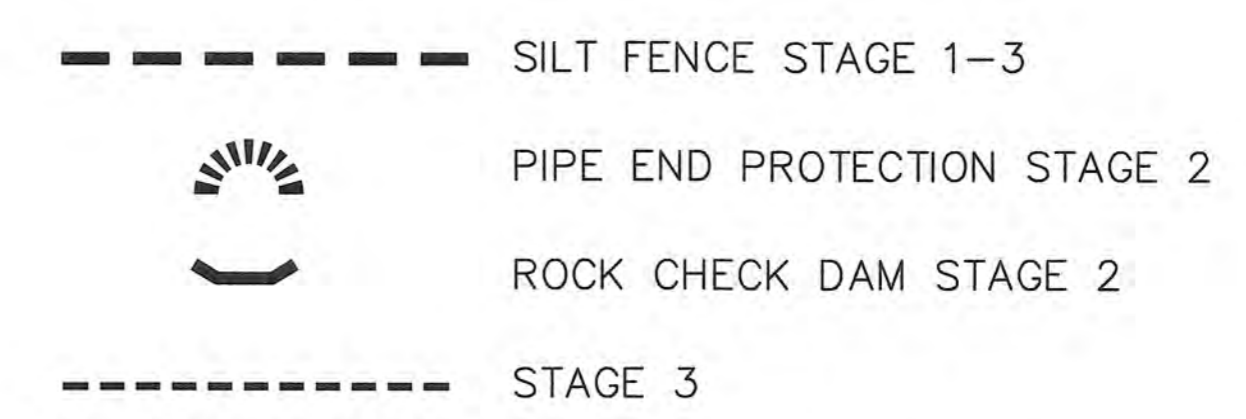 SILT FENCE STAGE 1-3
PIPE END PROTECTION STAGE 2
ROCK CHECK DAM STAGE 2
STAGE 3